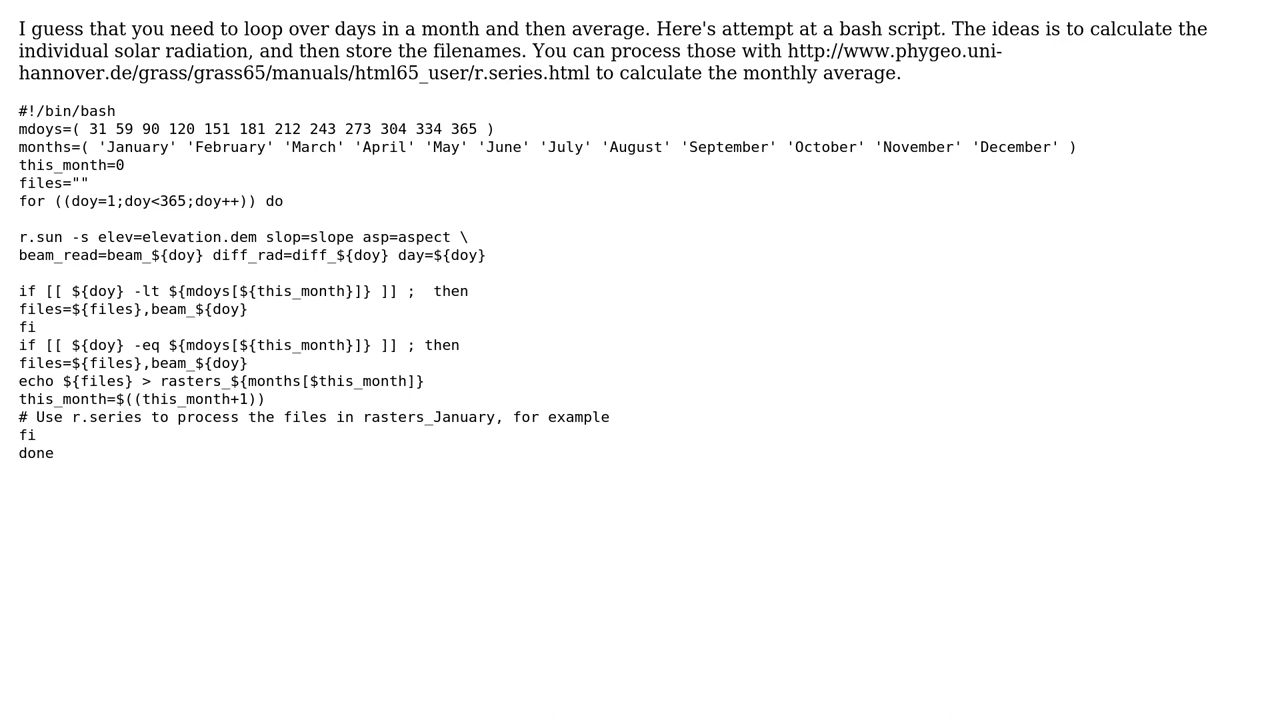 I guess that you need to loop over days in a month and then average. Here's attempt at a bash script. The ideas is to calculate the
individual solar radiation, and then store the filenames. You can process those with http://www.phygeo.uni-
hannover.de/grass/grass65/manuals/html65_user/r.series.html to calculate the monthly average.
#!/bin/bash
mdoys=( 31 59 90 120 151 181 212 243 273 304 334 365 )
months=( 'January' 'February' 'March' 'April' 'May' 'June' 'July' 'August' 'September' 'October' 'November' 'December' )
this_month=0
files=""
for ((doy=1;doy<365;doy++)) do
r.sun -s elev=elevation.dem slop=slope asp=aspect \
beam_read=beam_${doy} diff_rad=diff_${doy} day=${doy}
if [[ ${doy} -lt ${mdoys[${this_month}]} ]] ;  then
files=${files},beam_${doy}
fi
if [[ ${doy} -eq ${mdoys[${this_month}]} ]] ; then
files=${files},beam_${doy}
echo ${files} > rasters_${months[$this_month]}
this_month=$((this_month+1))
# Use r.series to process the files in rasters_January, for example
fi
done